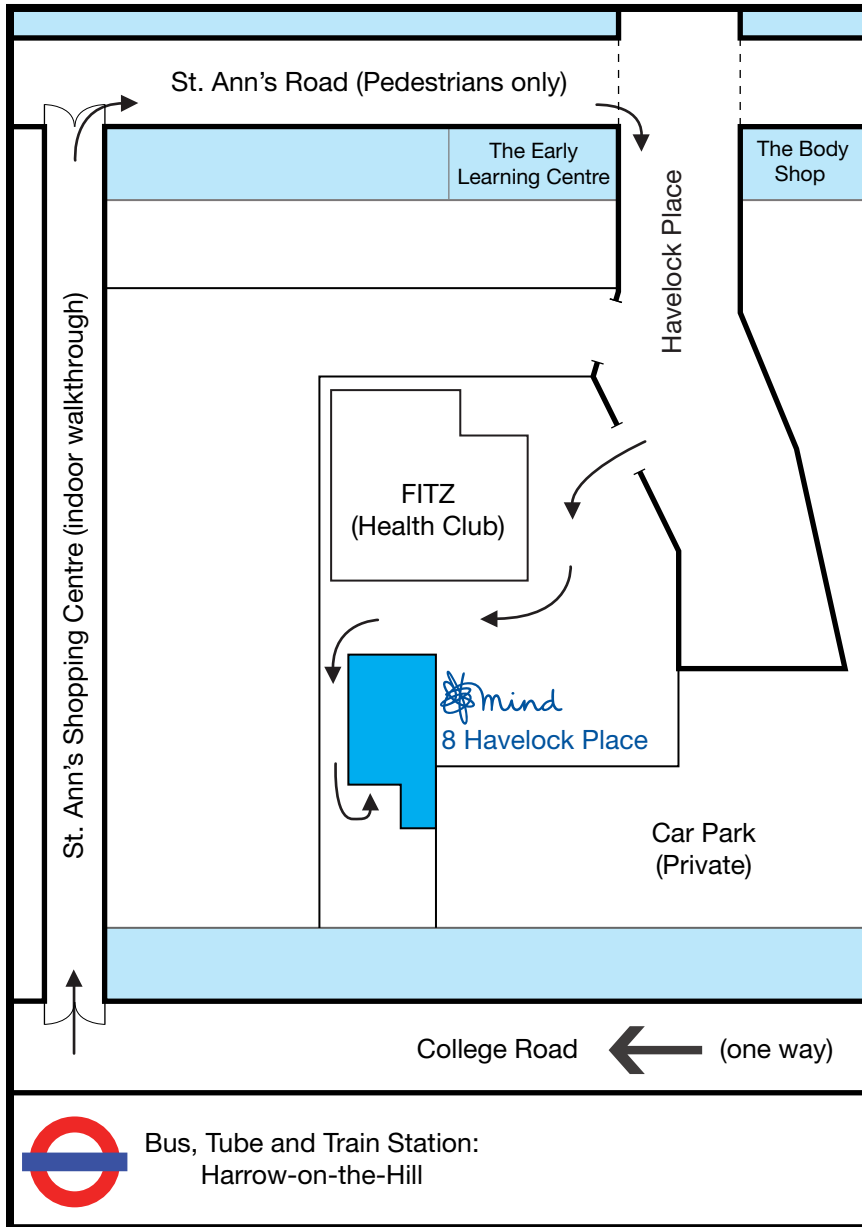 St. Ann’s Road (Pedestrians only)
The Early
Learning Centre
The Body
Shop
Havelock Place
St. Ann’s Shopping Centre (indoor walkthrough)
FITZ
(Health Club)
mind
8 Havelock Place
Car Park
(Private)
College Road
(one way)
Bus, Tube and Train Station:
Harrow-on-the-Hill